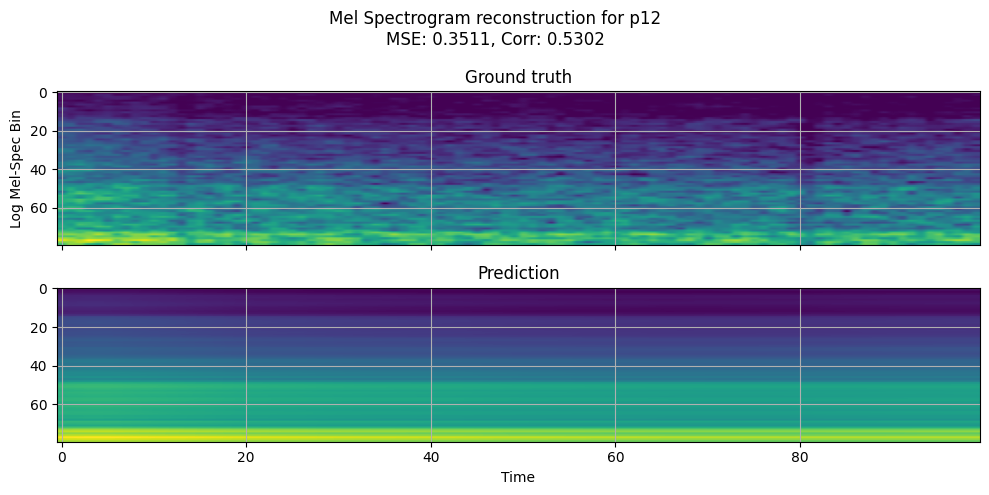 Mel Spectrogram reconstruction for p12
MSE: 0.3511, Corr: 0.5302
Ground truth
Log Mel-Spec Bin
0
20
40
60
Prediction
0
20
40
60
0 20 40 60 80
Time